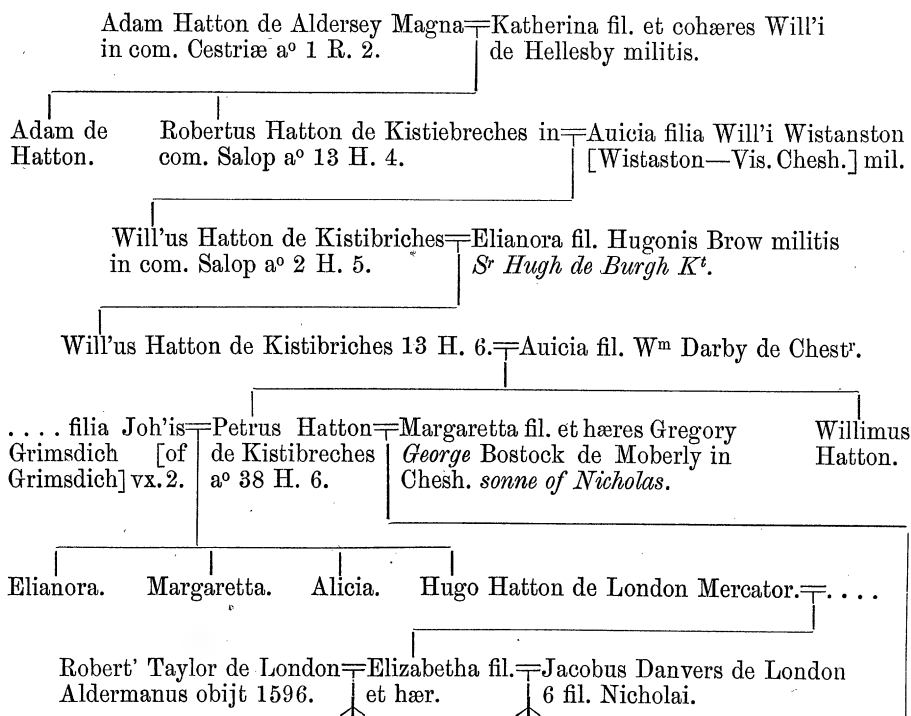 Adam Hatton de Aldersey Magna=Katherina fil. et cohæres Will'i
in com. Cestriæ aº 1 R. 2. de Hellesby militis.
Adam de Robertus Hatton de Kistiebreches in=Auicia filia Will'i Wistanston
Hatton. com. Salop aº 13 H. 4. [Wistaston—Vis. Chesh.] mil.
Will'us Hatton de Kistibriches=Elianora fil. Hugonis Brow militis
in com. Salop aº 2 H. 5. Sʳ Hugh de Burgh Kᵗ.
Will'us Hatton de Kistibriches 13 H. 6.=Auicia fil. Wᵐ Darby de Chestʳ.
. . . . filia Joh'is=Petrus Hatton=Margaretta fil. et hæres Gregory Willimus
Grimsdich [of de Kistibreches George Bostock de Moberly in Hatton.
Grimsdich] vx. 2. aº 38 H. 6. Chesh. sonne of Nicholas.
Elianora. Margaretta. Alicia. Hugo Hatton de London Mercator.=. . . .
Robert' Taylor de London=Elizabetha fil.=Jacobus Danvers de London
Aldermanus obijt 1596. et hær. 6 fil. Nicholai.